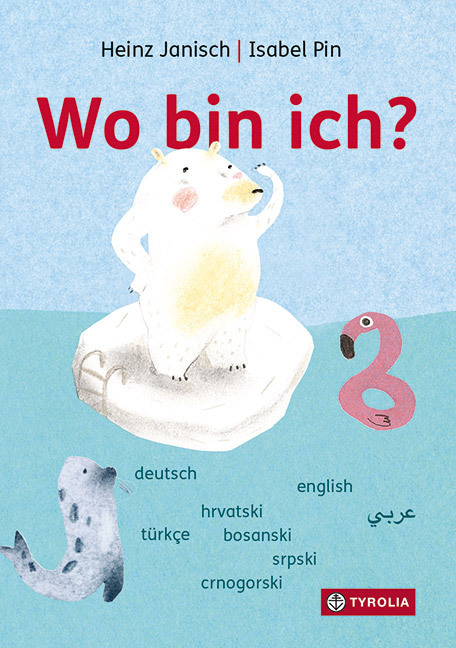 Heinz Janisch | Isabel Pin
Wo bin ich?
deutsch
english
hrvatski
عربي
türkçe
bosanski
srpski
crnogorski
TYROLIA